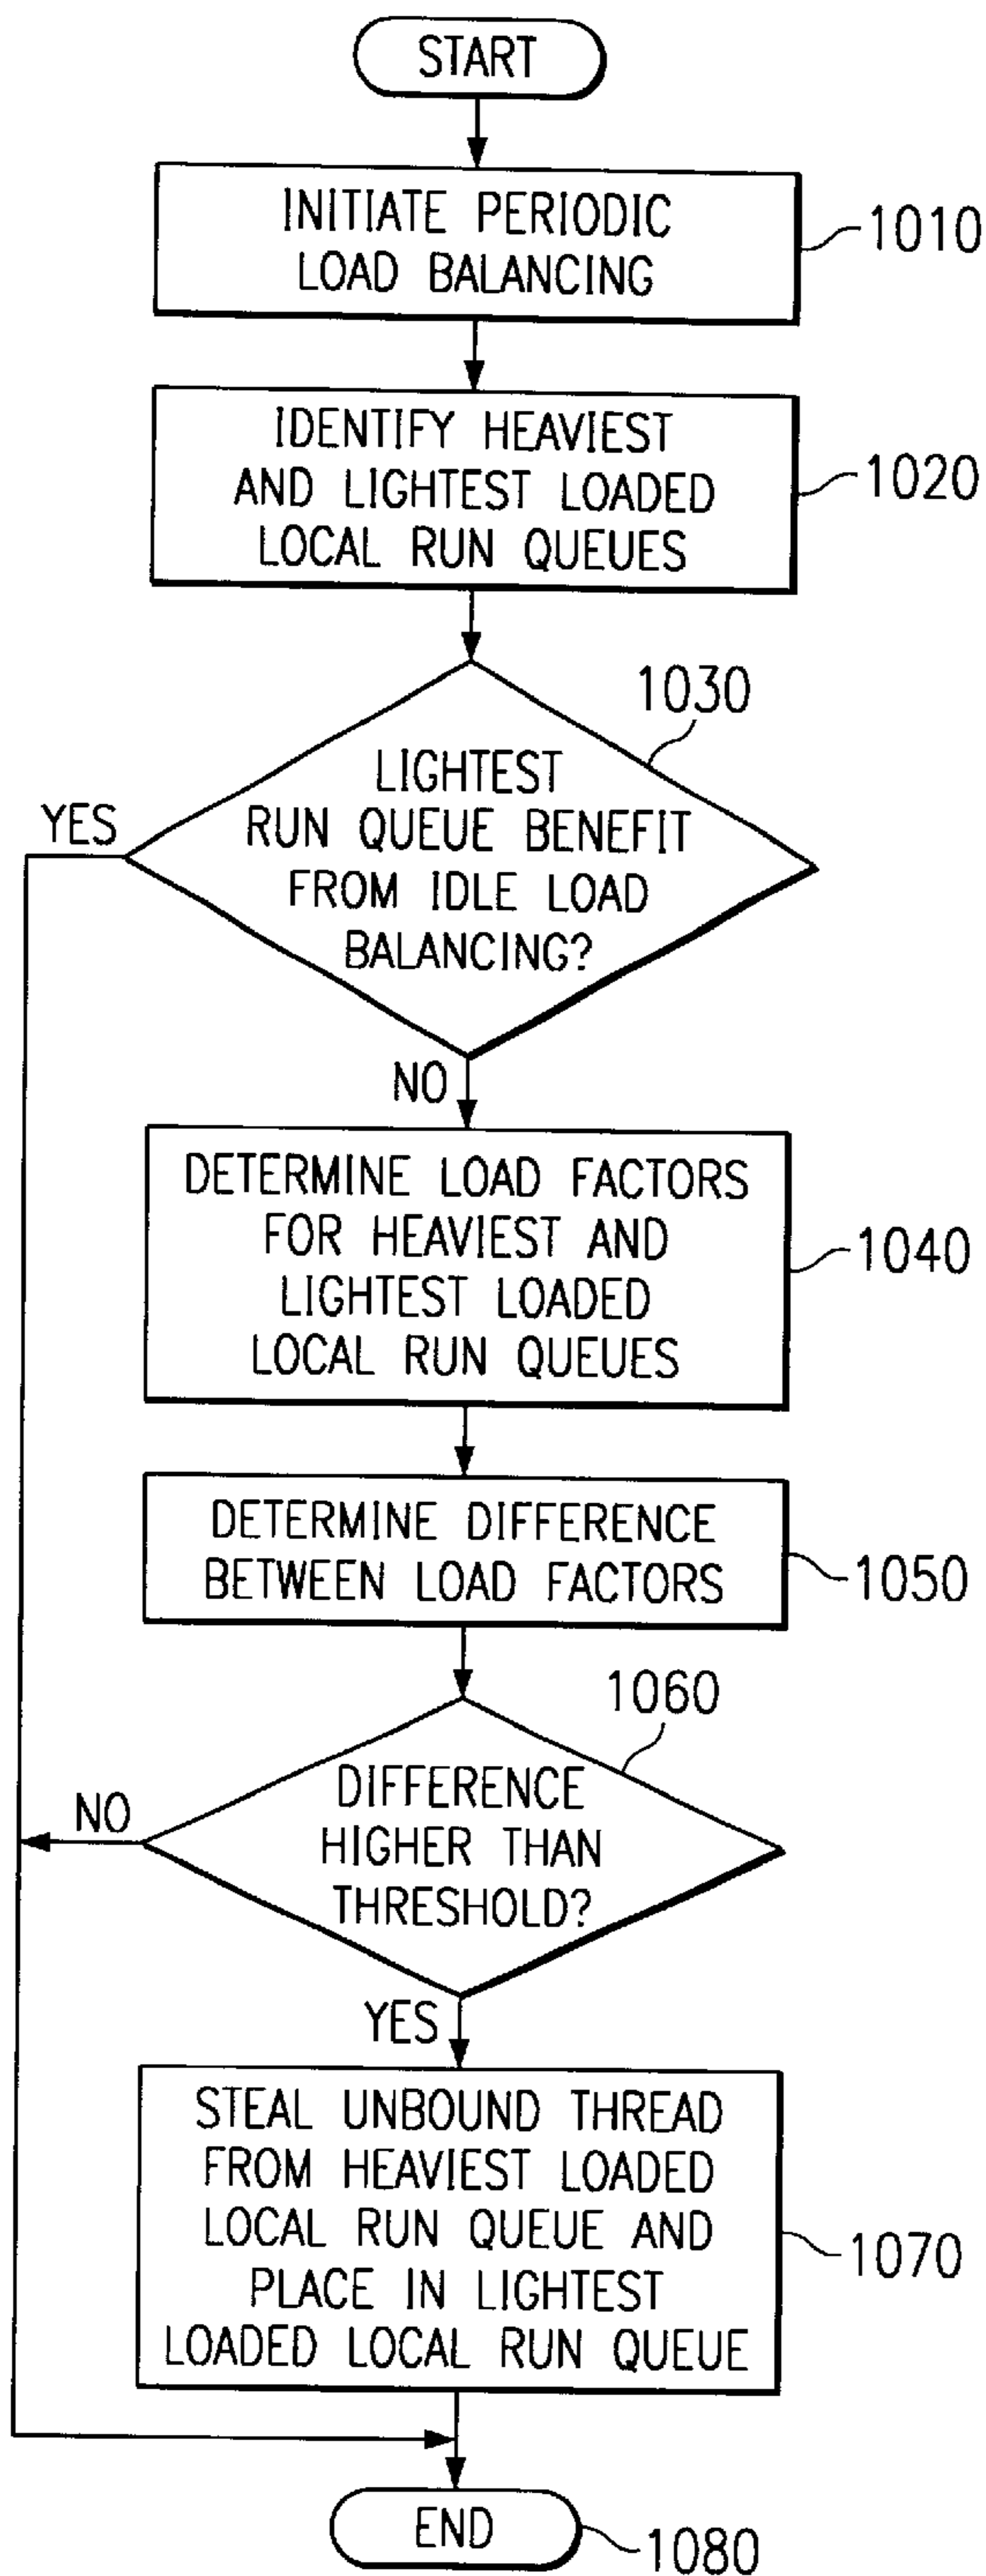 START
INITIATE PERIODIC
LOAD BALANCING
1010
IDENTIFY HEAVIEST
AND LIGHTEST LOADED
LOCAL RUN QUEUES
1020
1030
LIGHTEST
RUN QUEUE BENEFIT
FROM IDLE LOAD
BALANCING?
YES
NO
DETERMINE LOAD FACTORS
FOR HEAVIEST AND
LIGHTEST LOADED
LOCAL RUN QUEUES
1040
DETERMINE DIFFERENCE
BETWEEN LOAD FACTORS
1050
1060
DIFFERENCE
HIGHER THAN
THRESHOLD?
NO
YES
STEAL UNBOUND THREAD
FROM HEAVIEST LOADED
LOCAL RUN QUEUE AND
PLACE IN LIGHTEST
LOADED LOCAL RUN QUEUE
1070
END
1080